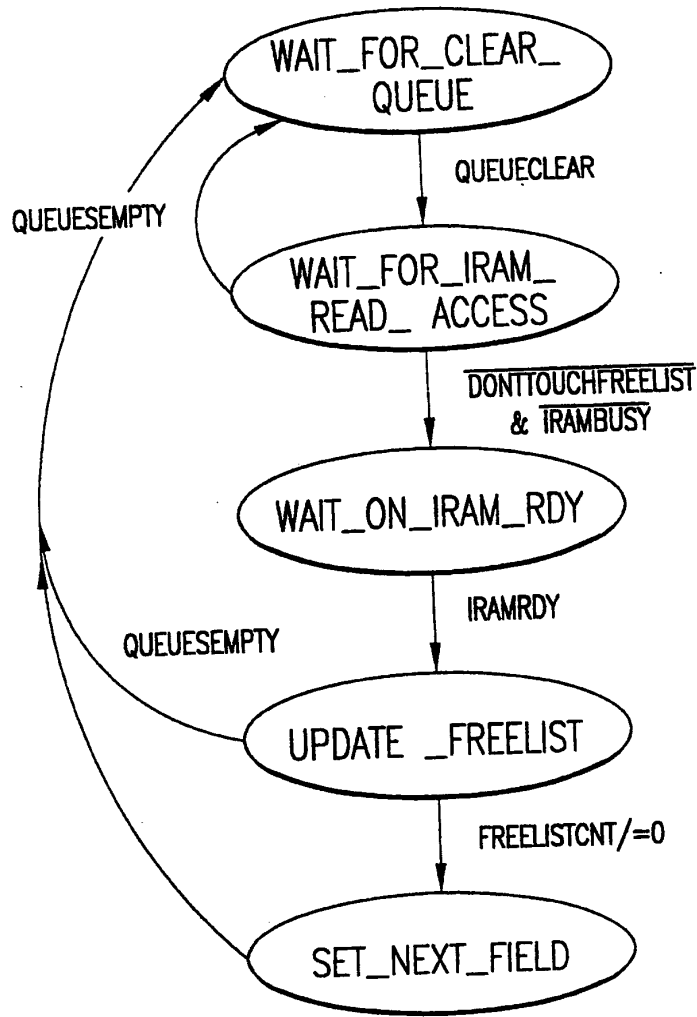 WAIT_FOR_CLEAR_
QUEUE
QUEUECLEAR
QUEUESEMPTY
WAIT_FOR_IRAM_
READ_ ACCESS
DONTTOUCHFREELIST
& IRAMBUSY
WAIT_ON_IRAM_RDY
IRAMRDY
QUEUESEMPTY
UPDATE _FREELIST
FREELISTCNT/=0
SET_NEXT_FIELD